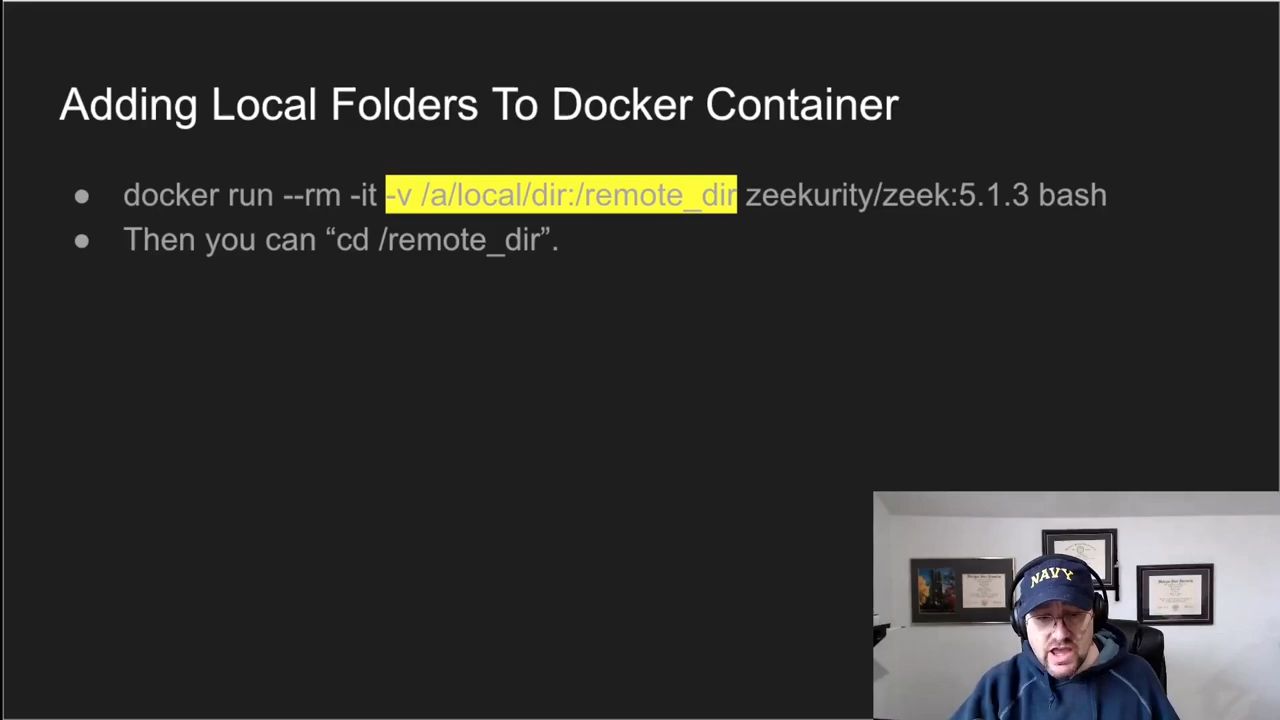 Adding Local Folders To Docker Container
● docker run --rm -it -v /a/local/dir:/remote_dir zeekurity/zeek:5.1.3 bash
● Then you can “cd /remote_dir”.
NAVY